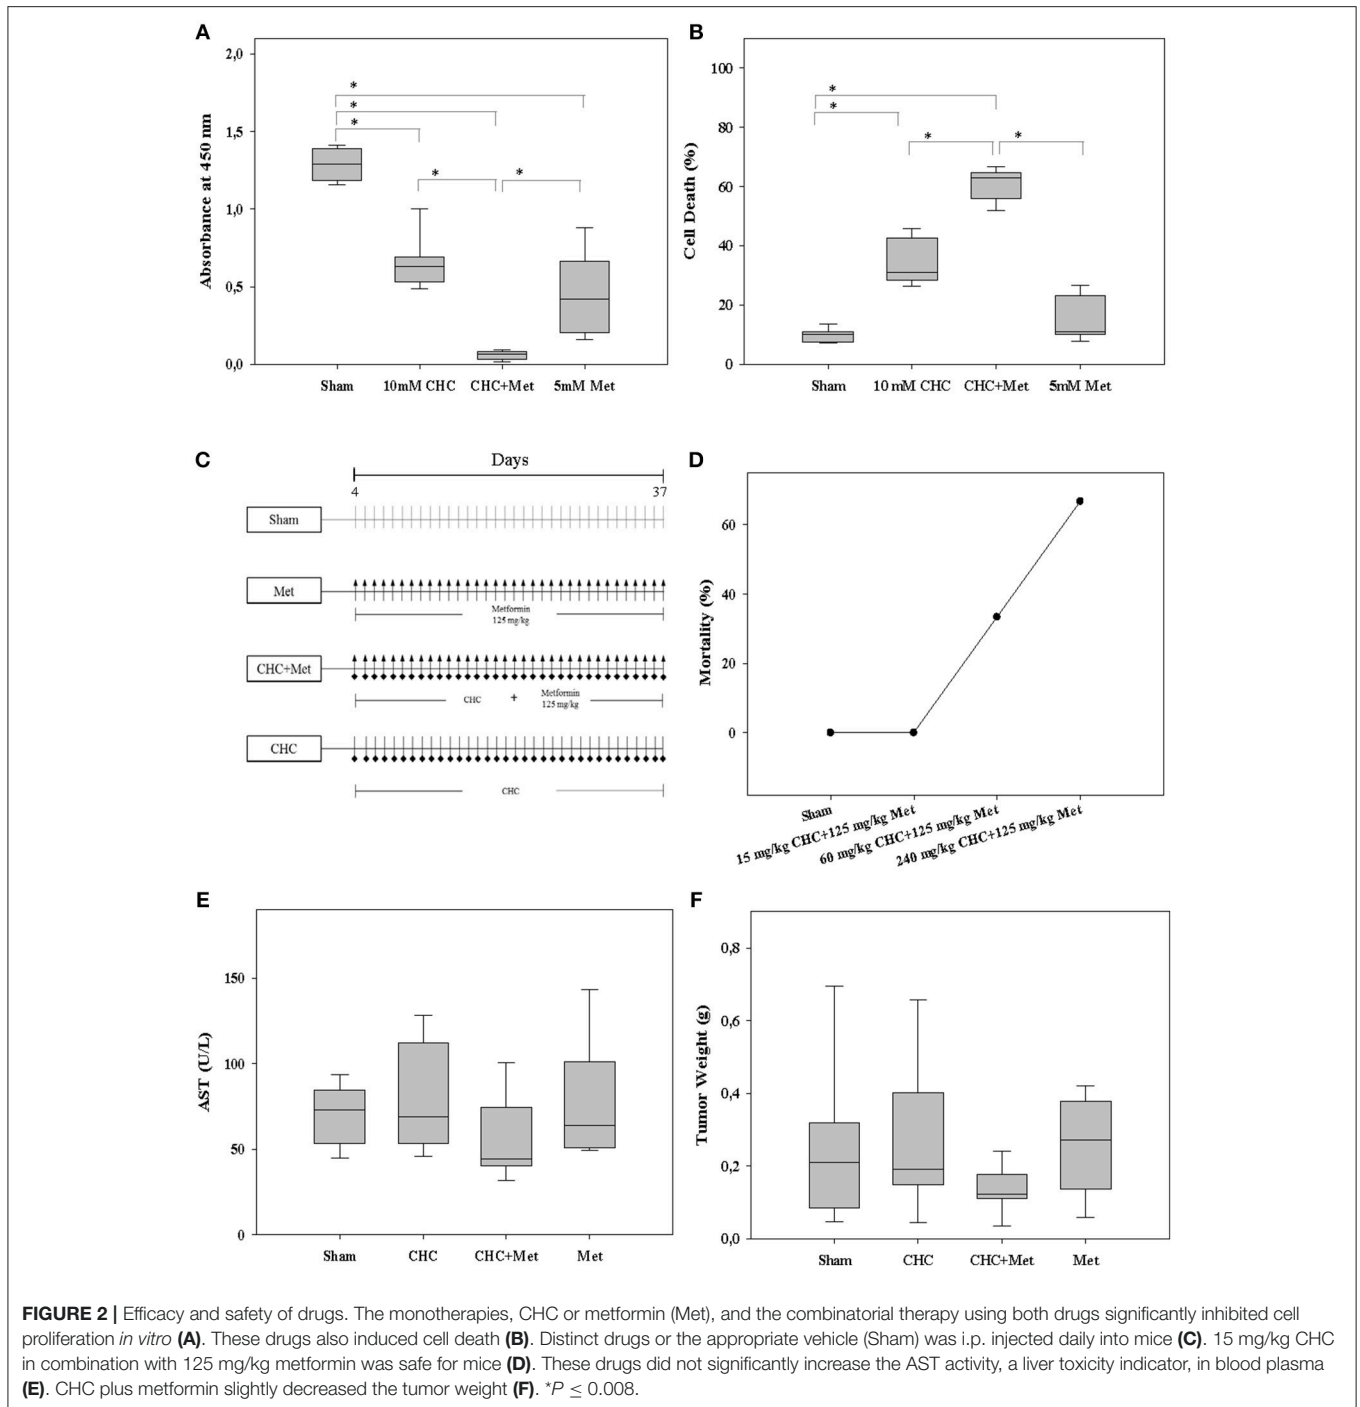 A
Absorbance at 450 nm
2,0
1,5
1,0
0,5
0,0
*
*
*
*
*
Sham 10mM CHC CHC+Met 5mM Met
B
Cell Death (%)
100
80
60
40
20
0
*
*
*
*
Sham 10 mM CHC CHC+Met 5mM Met
C
Days
4 37
Sham
Met
Metformin
125 mg/kg
CHC+Met
CHC + Metformin
125 mg/kg
CHC
CHC
D
Mortality (%)
60
40
20
0
Sham
15 mg/kg CHC+125 mg/kg Met
60 mg/kg CHC+125 mg/kg Met
240 mg/kg CHC+125 mg/kg Met
E
AST (U/L)
150
100
50
0
Sham CHC CHC+Met Met
F
Tumor Weight (g)
0,8
0,6
0,4
0,2
0,0
Sham CHC CHC+Met Met
FIGURE 2 | Efficacy and safety of drugs. The monotherapies, CHC or metformin (Met), and the combinatorial therapy using both drugs significantly inhibited cell
proliferation in vitro (A). These drugs also induced cell death (B). Distinct drugs or the appropriate vehicle (Sham) was i.p. injected daily into mice (C). 15 mg/kg CHC
in combination with 125 mg/kg metformin was safe for mice (D). These drugs did not significantly increase the AST activity, a liver toxicity indicator, in blood plasma
(E). CHC plus metformin slightly decreased the tumor weight (F). *P ≤ 0.008.